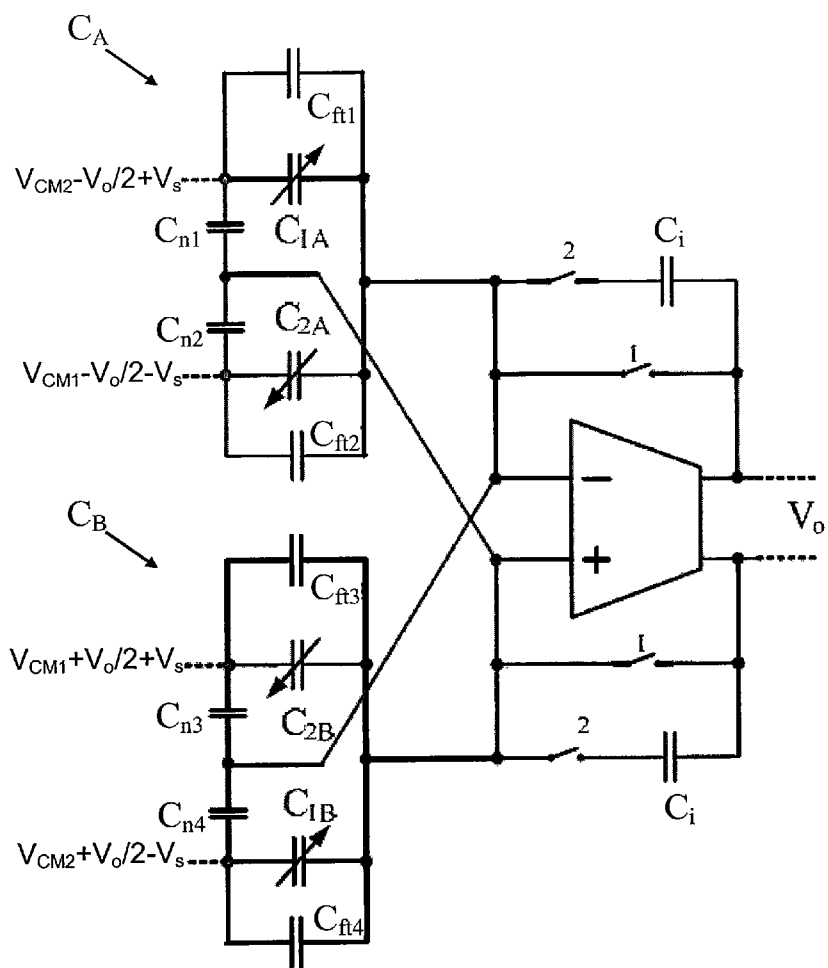 C_A
C_ft1
V_CM2-V_o/2+V_s
C_1A
C_n1
2
C_i
C_n2
C_2A
V_CM1-V_o/2-V_s
1
C_ft2
C_B
−
V_o
+
C_ft3
V_CM1+V_o/2+V_s
1
C_n3
C_2B
2
C_n4
C_1B
C_i
V_CM2+V_o/2-V_s
C_ft4